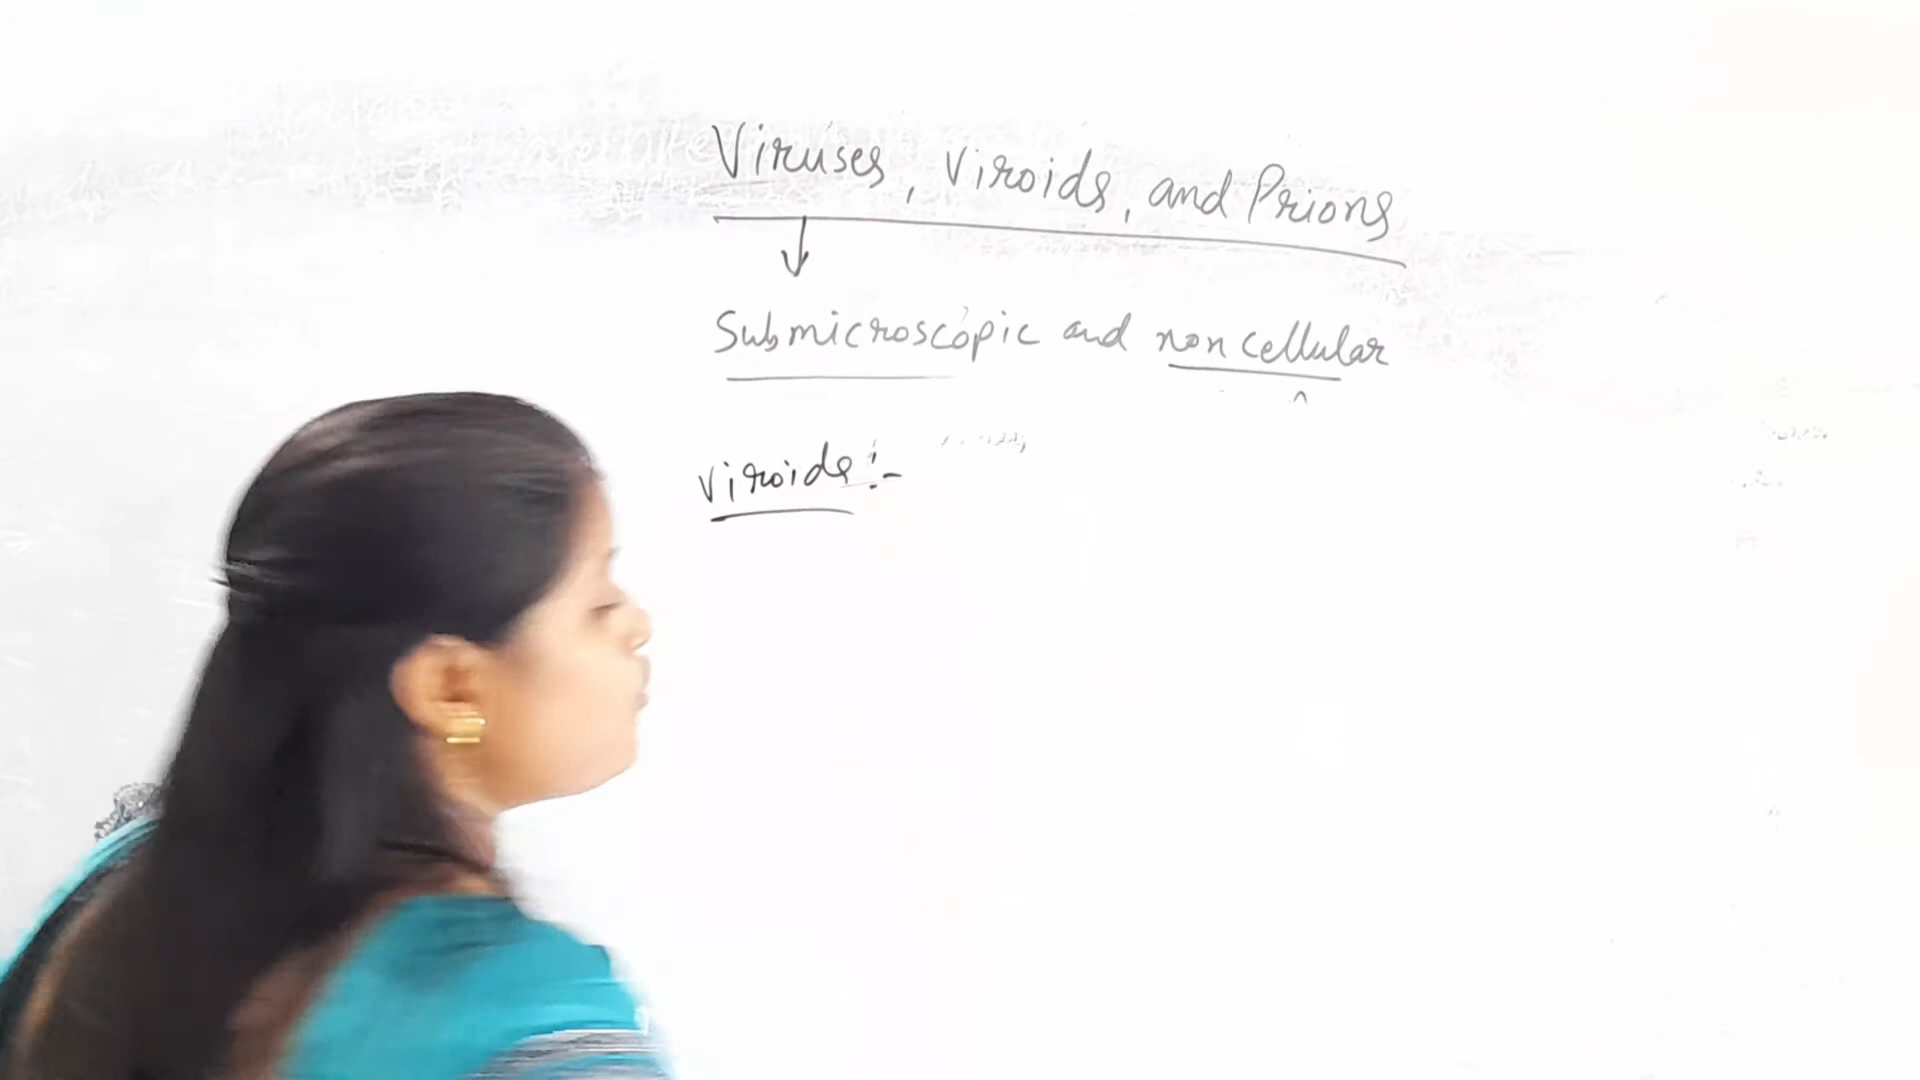 Viruses, Viroids, and Prions
Submicroscopic and non cellular
Viroids :-